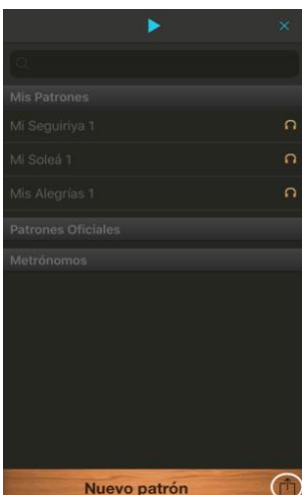 Mis Patrones
Mi Seguiriya 1
Mi Soleá 1
Mis Alegrías 1
Patrones Oficiales
Metrónomos
Nuevo patrón